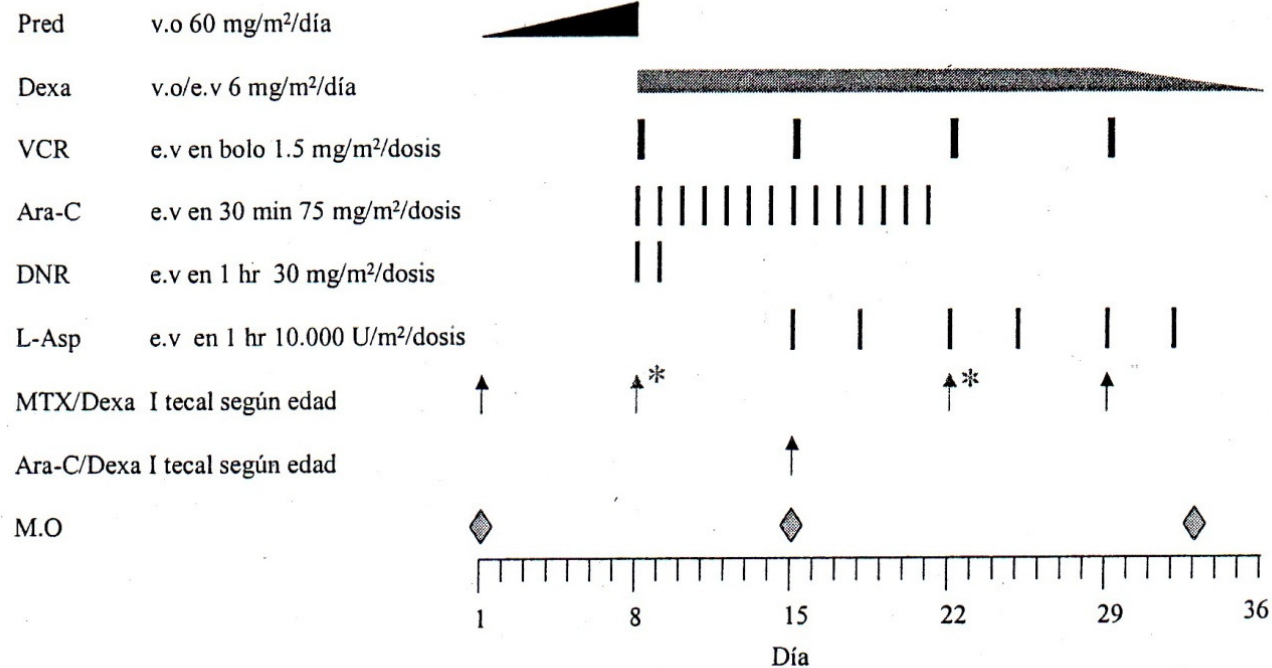 Pred v.o 60 mg/m²/día
Dexa v.o/e.v 6 mg/m²/día
VCR e.v en bolo 1.5 mg/m²/dosis
Ara-C e.v en 30 min 75 mg/m²/dosis
DNR e.v en 1 hr 30 mg/m²/dosis
L-Asp e.v en 1 hr 10.000 U/m²/dosis
MTX/Dexa I tecal según edad * *
Ara-C/Dexa I tecal según edad
M.O
1 8 15 22 29 36
Día